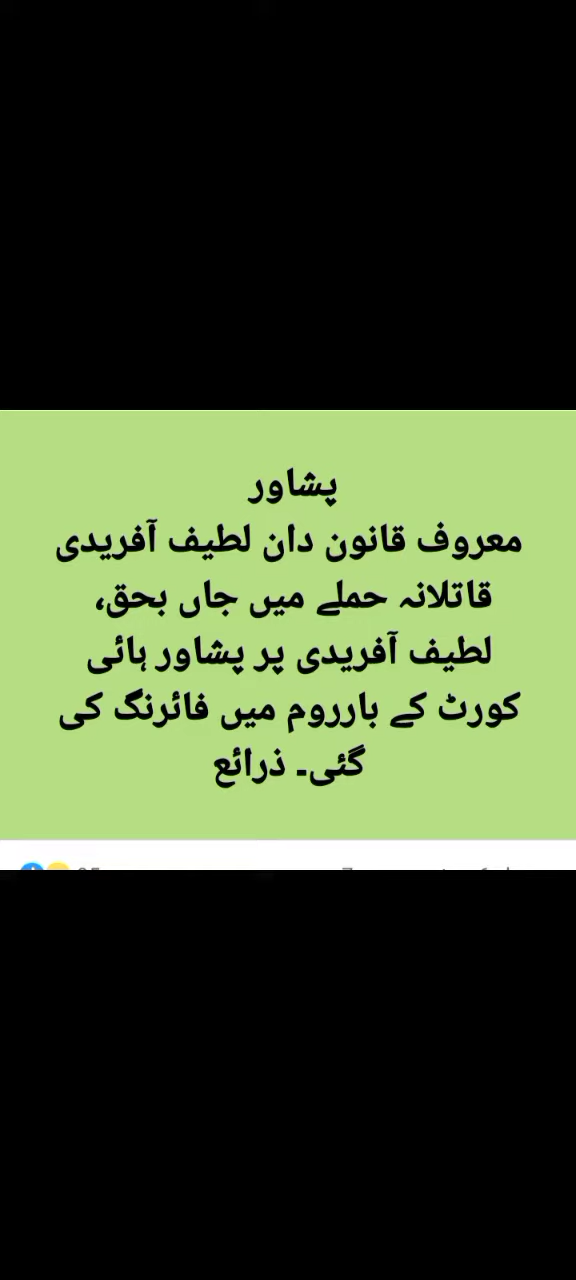 پشاور
معروف قانون دان لطیف آفریدی
قاتلانہ حملے میں جاں بحق،
لطیف آفریدی پر پشاور ہائی
کورٹ کے بارروم میں فائرنگ کی
گئی۔ ذرائع